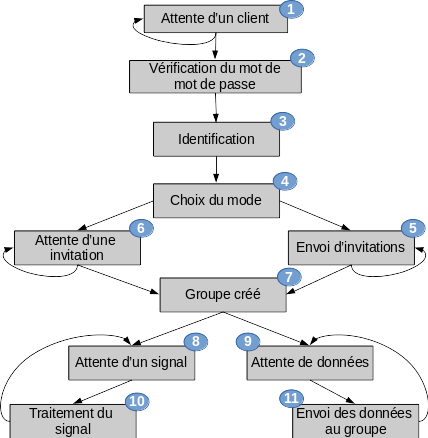 1
Attente d'un client
2
Vérification du mot de
mot de passe
3
Identification
4
Choix du mode
6
Attente d'une
invitation
5
Envoi d'invitations
7
Groupe créé
8
Attente d'un signal
9
Attente de données
10
Traitement du
signal
11
Envoi des données
au groupe